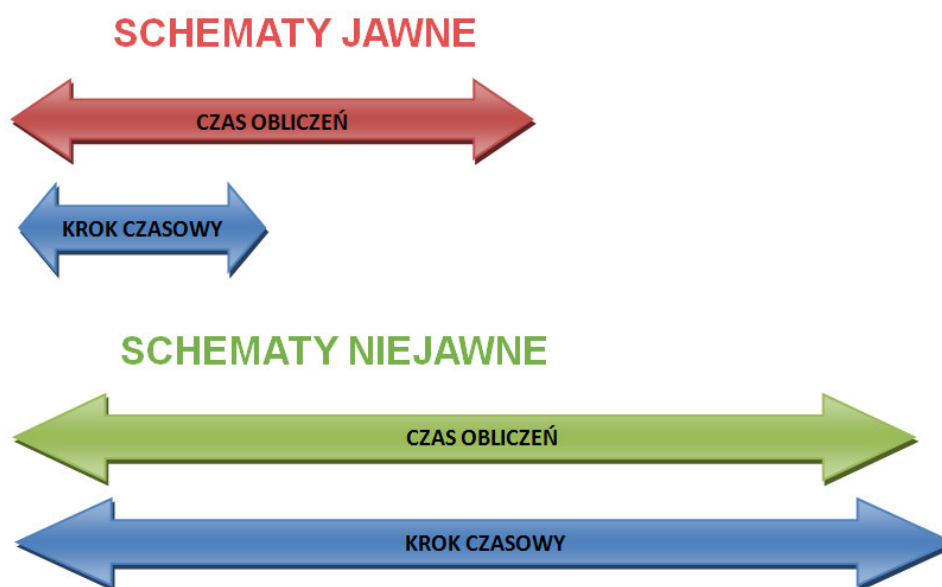 SCHEMATY JAWNE
CZAS OBLICZEŃ
KROK CZASOWY
SCHEMATY NIEJAWNE
CZAS OBLICZEŃ
KROK CZASOWY